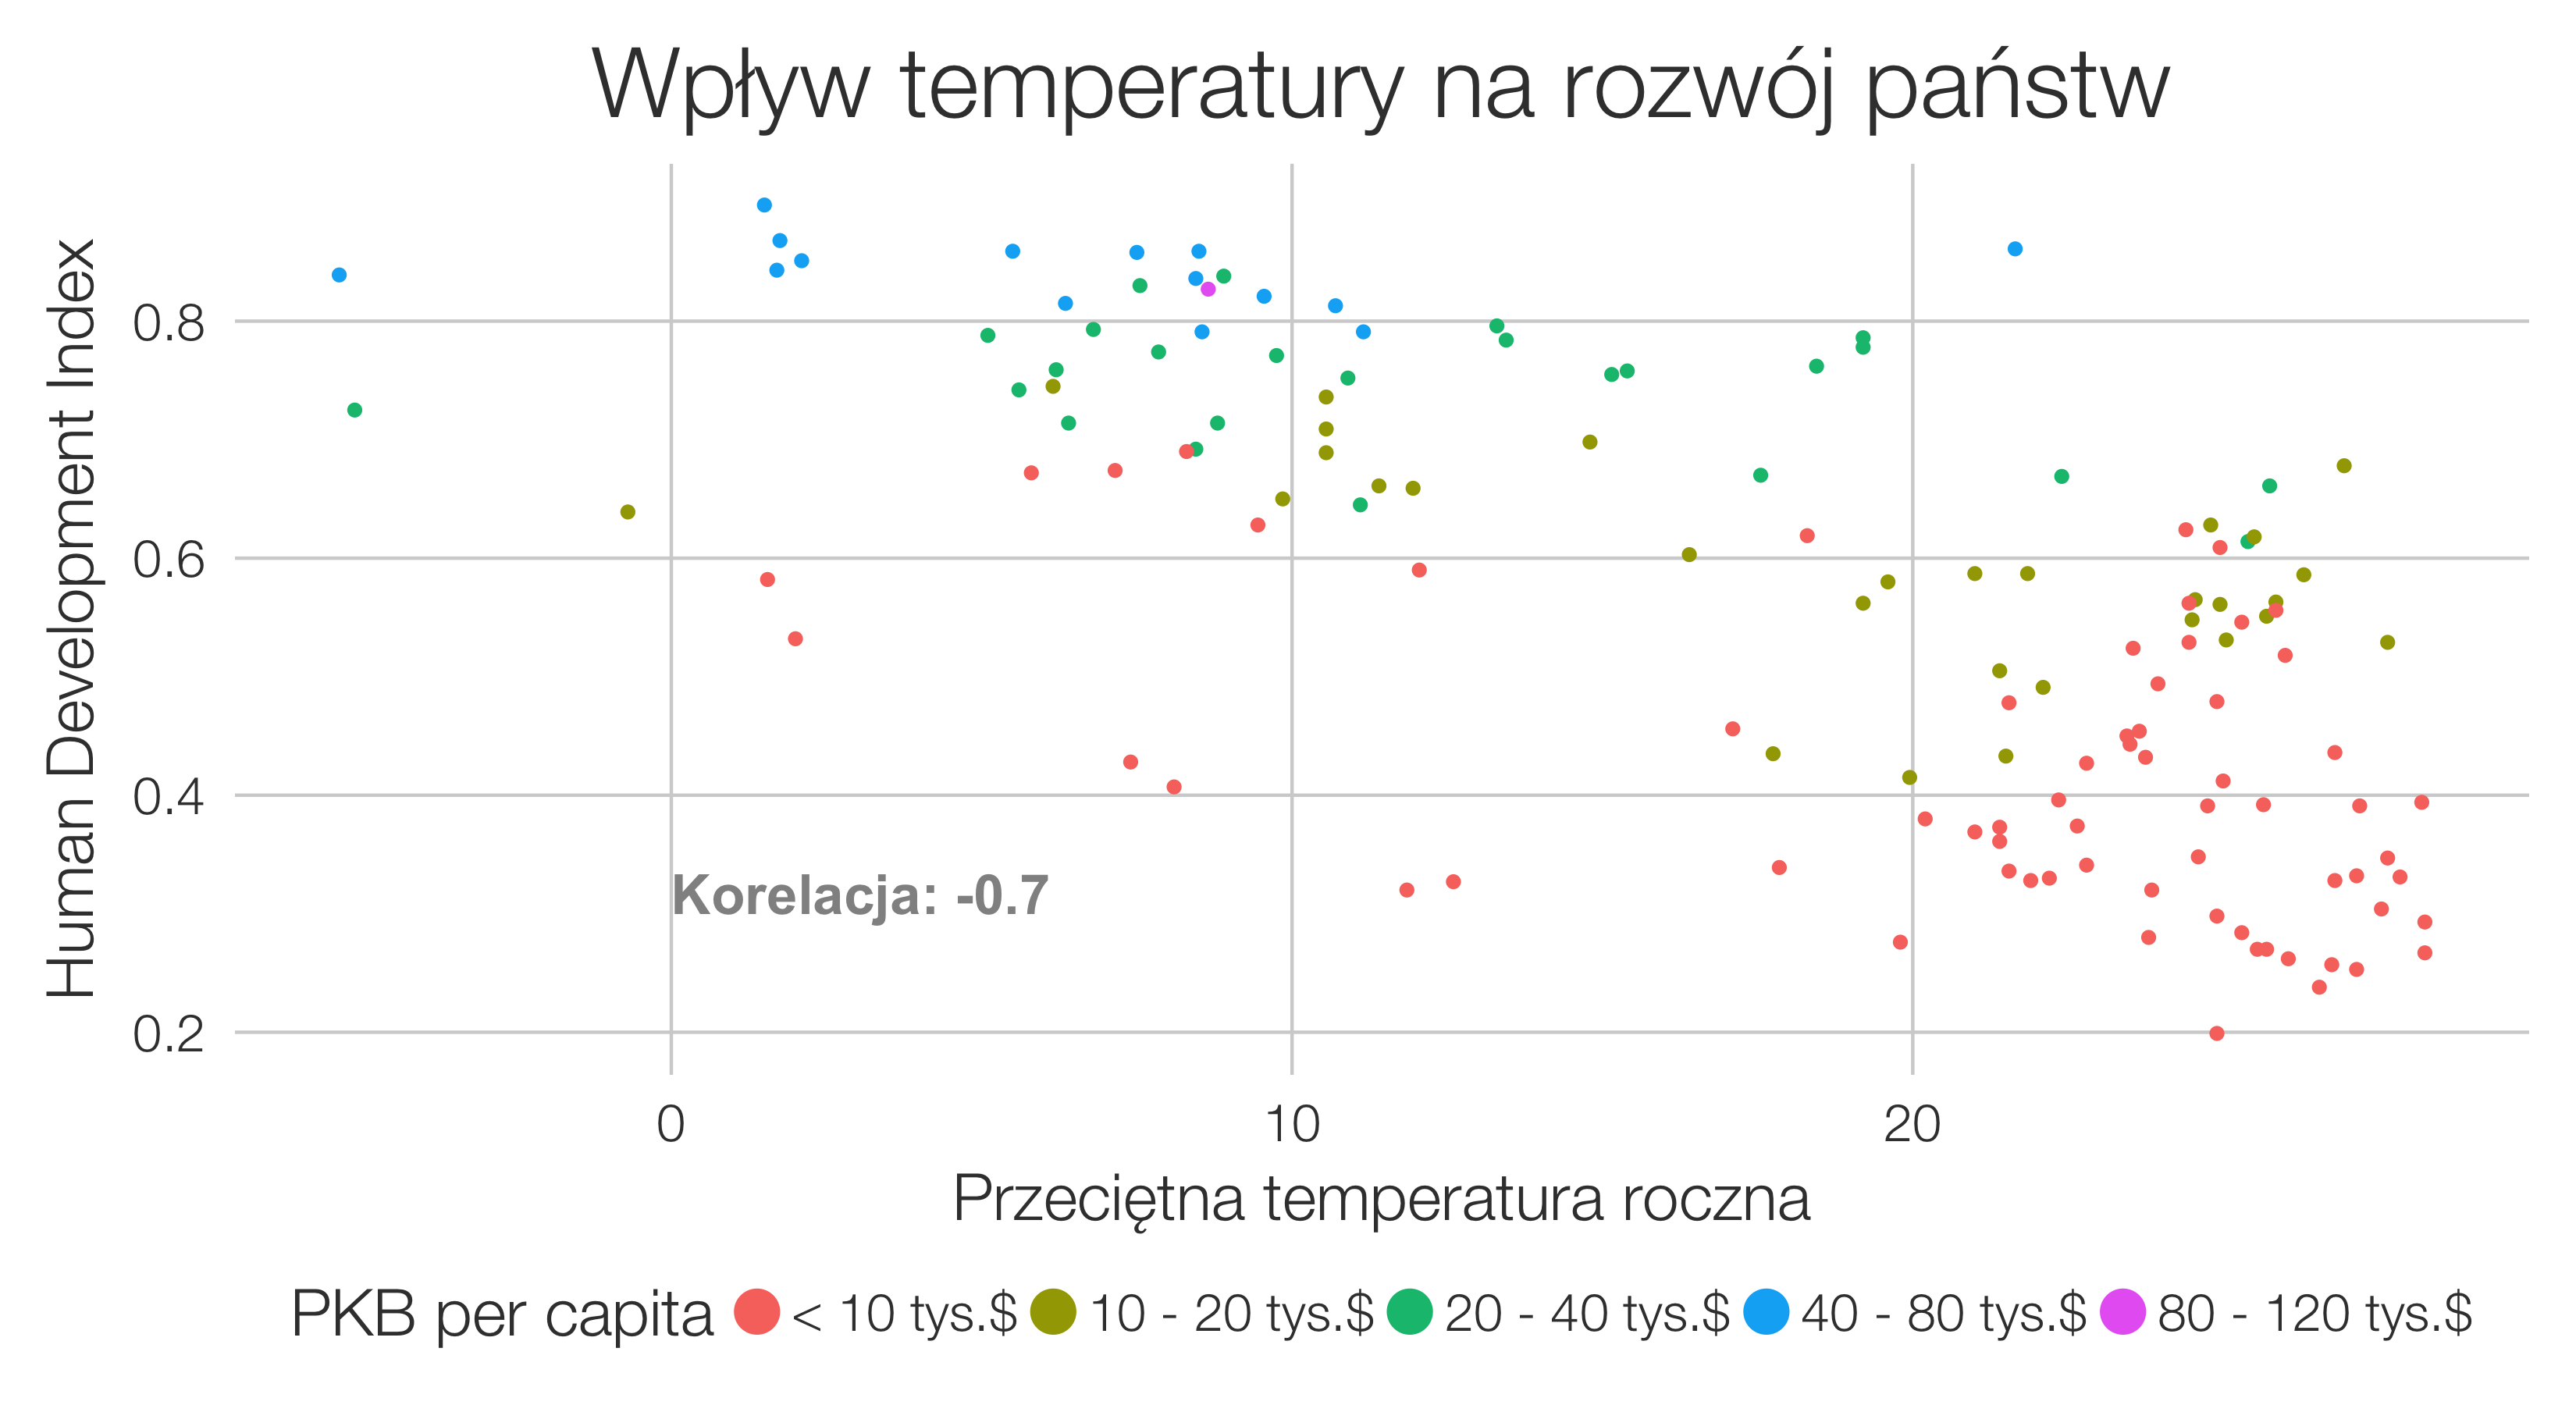 Wpływ temperatury na rozwój państw
Human Development Index
0.8
0.6
0.4
0.2
Korelacja: -0.7
0 10 20
Przeciętna temperatura roczna
PKB per capita < 10 tys.$ 10 - 20 tys.$ 20 - 40 tys.$ 40 - 80 tys.$ 80 - 120 tys.$